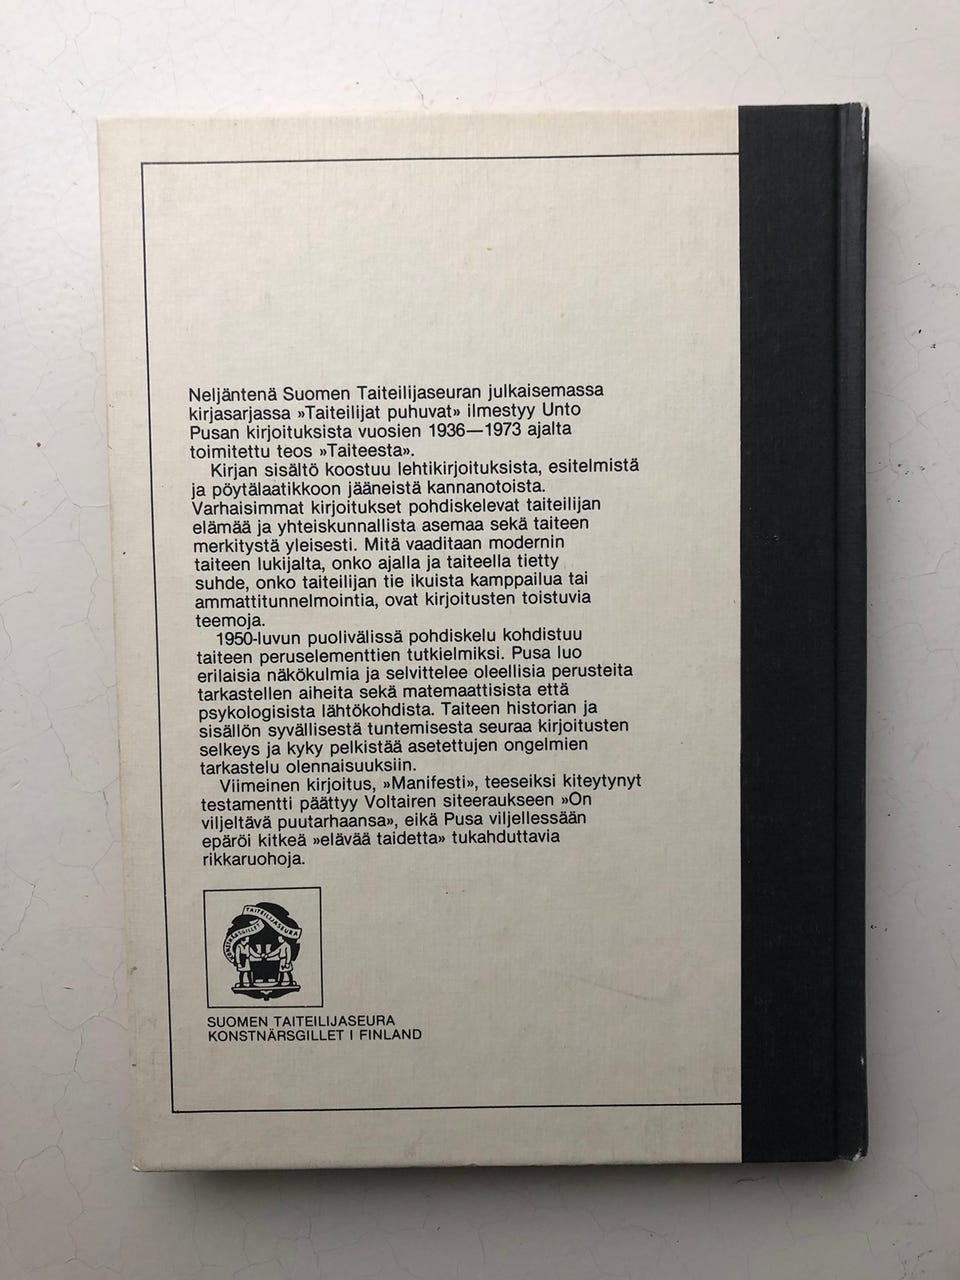 Neljäntenä Suomen Taiteilijaseuran julkaisemassa
kirjasarjassa »Taiteilijat puhuvat» ilmestyy Unto
Pusan kirjoituksista vuosien 1936—1973 ajalta
toimitettu teos »Taiteesta».
Kirjan sisältö koostuu lehtikirjoituksista, esitelmistä
ja pöytälaatikkoon jääneistä kannanotoista.
Varhaisimmat kirjoitukset pohdiskelevat taiteilijan
elämää ja yhteiskunnallista asemaa sekä taiteen
merkitystä yleisesti. Mitä vaaditaan modernin
taiteen lukijalta, onko ajalla ja taiteella tietty
suhde, onko taiteilijan tie ikuista kamppailua tai
ammattitunnelmointia, ovat kirjoitusten toistuvia
teemoja.
1950-luvun puolivälissä pohdiskelu kohdistuu
taiteen peruselementtien tutkielmiksi. Pusa luo
erilaisia näkökulmia ja selvittelee oleellisia perusteita
tarkastellen aiheita sekä matemaattisista että
psykologisista lähtökohdista. Taiteen historian ja
sisällön syvällisestä tuntemisesta seuraa kirjoitusten
selkeys ja kyky pelkistää asetettujen ongelmien
tarkastelu olennaisuuksiin.
Viimeinen kirjoitus, »Manifesti», teeseiksi kiteytynyt
testamentti päättyy Voltairen siteeraukseen »On
viljeltävä puutarhaansa», eikä Pusa viljellessään
epäröi kitkeä »elävää taidetta» tukahduttavia
rikkaruohoja.
TAITEILIJASEURA
KONSTNÄRSGILLET
SUOMEN TAITEILIJASEURA
KONSTNÄRSGILLET I FINLAND